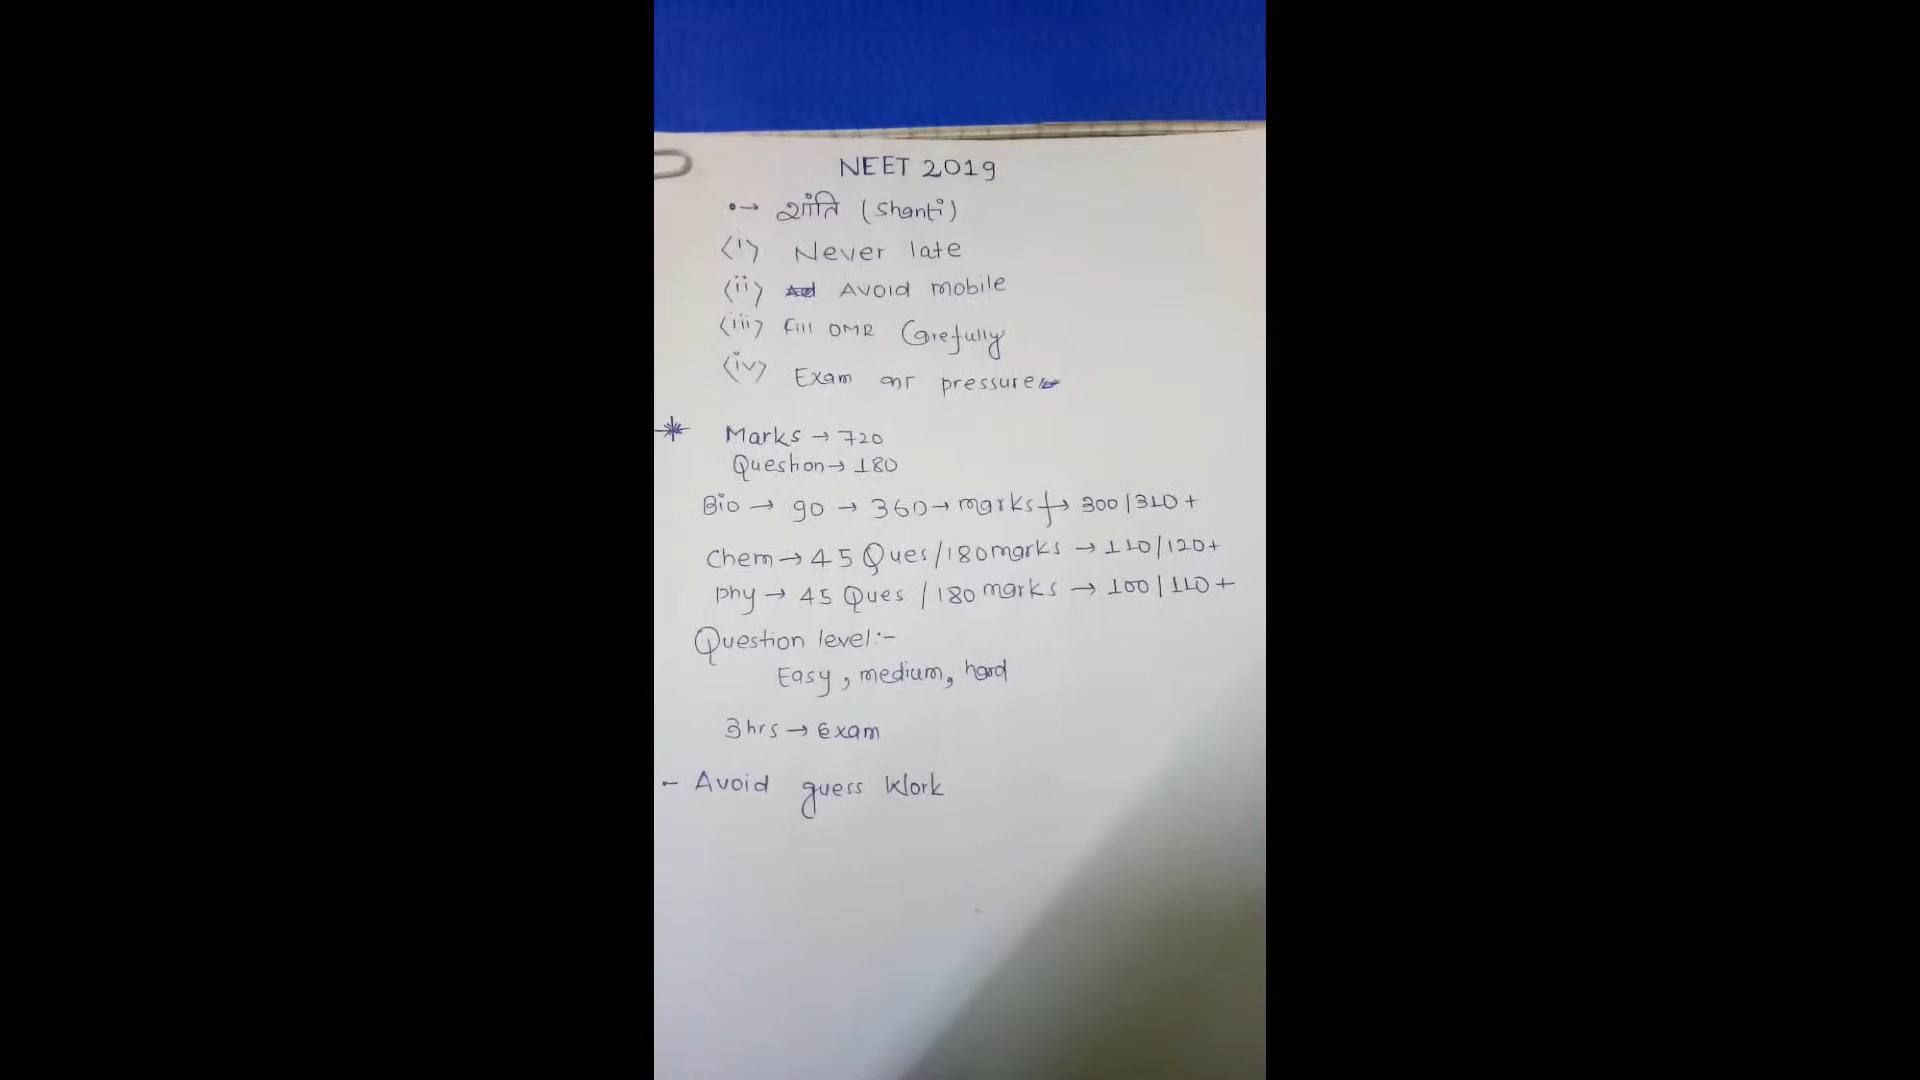 NEET 2019
•→ शांति (Shanti)
(i) Never late
(ii) Avoid mobile
(iii) Fill OMR Carefully
(iv) Exam का pressure
* Marks → 720
Question → 180
Bio → 90 → 360 → marks → 300/310+
Chem → 45 Ques/180 marks → 110/120+
Phy → 45 Ques /180 marks → 100/110+
Question level:-
Easy, medium, hard
3 hrs → Exam
- Avoid guess Work